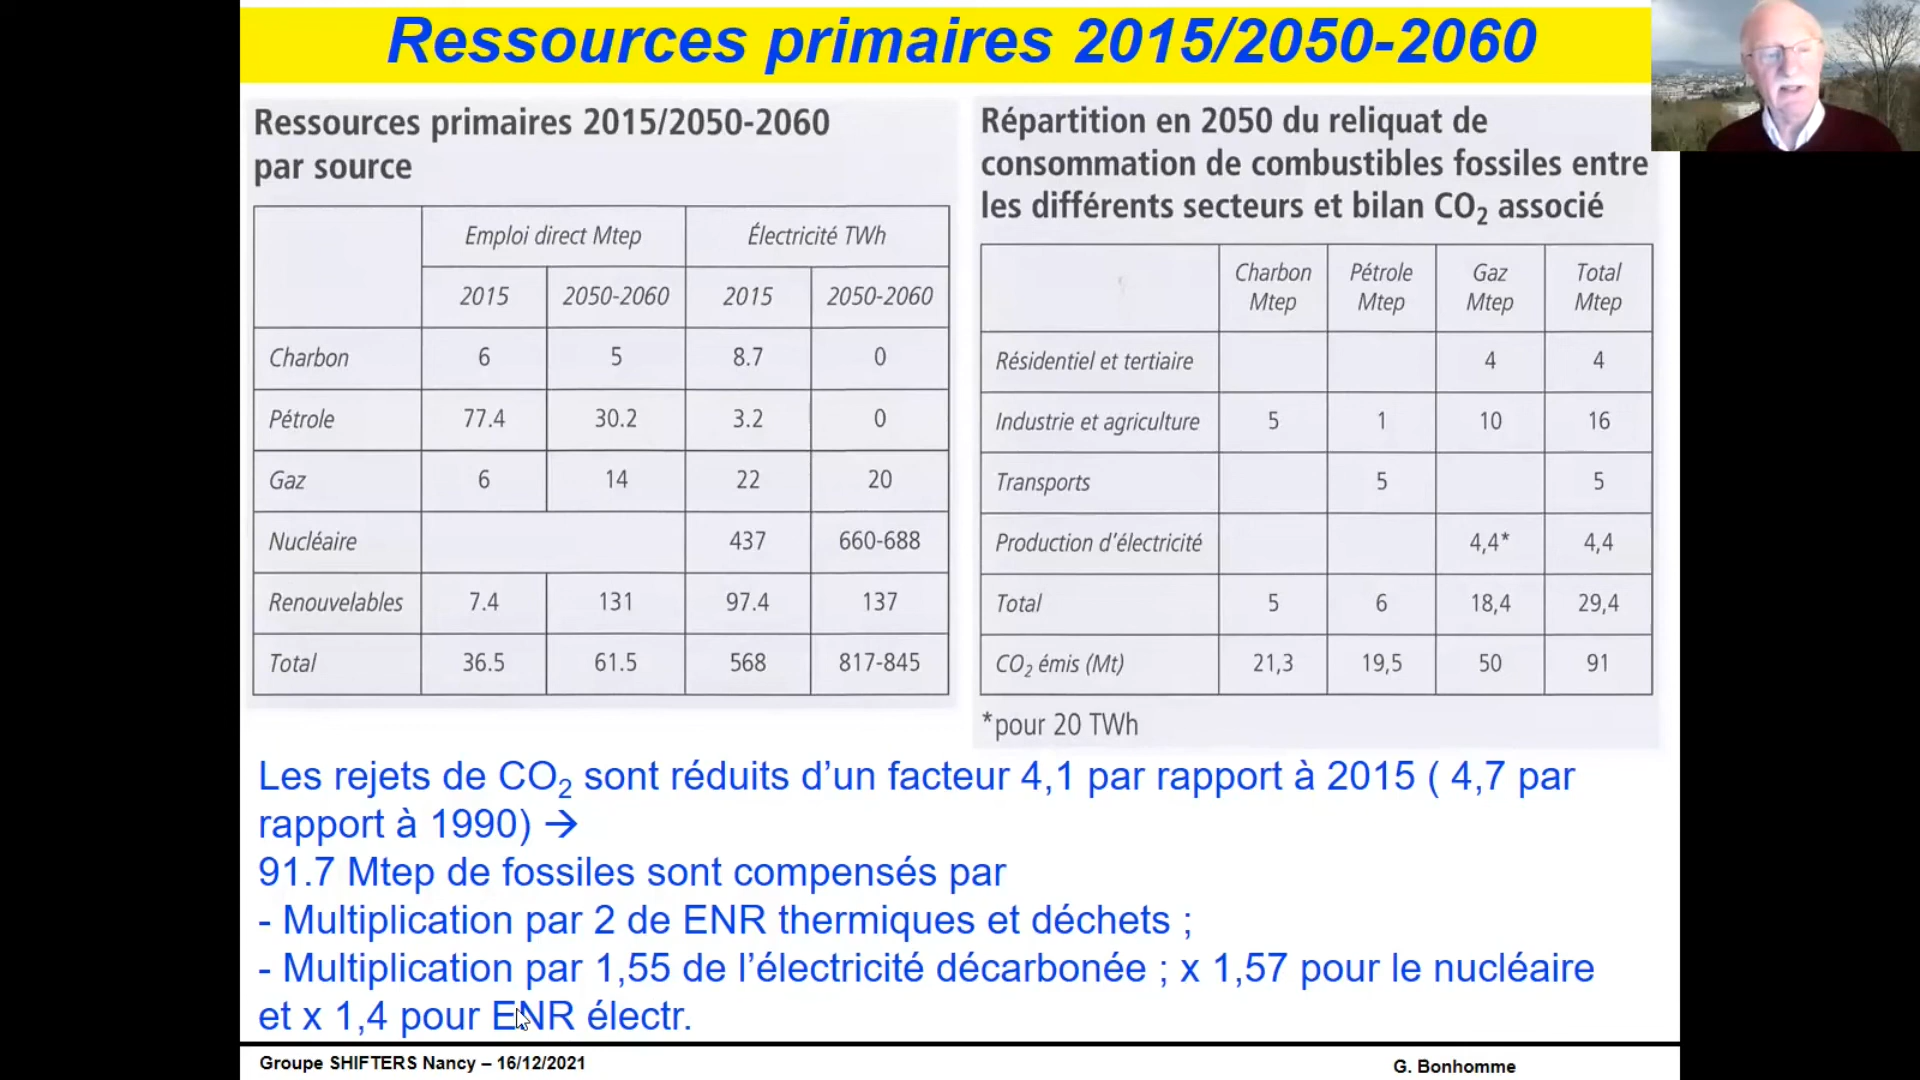 Ressources primaires 2015/2050-2060
Ressources primaires 2015/2050-2060
par source
Emploi direct Mtep Électricité TWh
2015 2050-2060 2015 2050-2060
Charbon 6 5 8.7 0
Pétrole 77.4 30.2 3.2 0
Gaz 6 14 22 20
Nucléaire 437 660-688
Renouvelables 7.4 131 97.4 137
Total 36.5 61.5 568 817-845
Répartition en 2050 du reliquat de
consommation de combustibles fossiles entre
les différents secteurs et bilan CO₂ associé
Charbon Pétrole Gaz Total
Mtep Mtep Mtep Mtep
Résidentiel et tertiaire 4 4
Industrie et agriculture 5 1 10 16
Transports 5 5
Production d'électricité 4,4* 4,4
Total 5 6 18,4 29,4
CO₂ émis (Mt) 21,3 19,5 50 91
*pour 20 TWh
Les rejets de CO₂ sont réduits d'un facteur 4,1 par rapport à 2015 ( 4,7 par
rapport à 1990) →
91.7 Mtep de fossiles sont compensés par
- Multiplication par 2 de ENR thermiques et déchets ;
- Multiplication par 1,55 de l'électricité décarbonée ; x 1,57 pour le nucléaire
et x 1,4 pour ENR électr.
Groupe SHIFTERS Nancy – 16/12/2021 G. Bonhomme